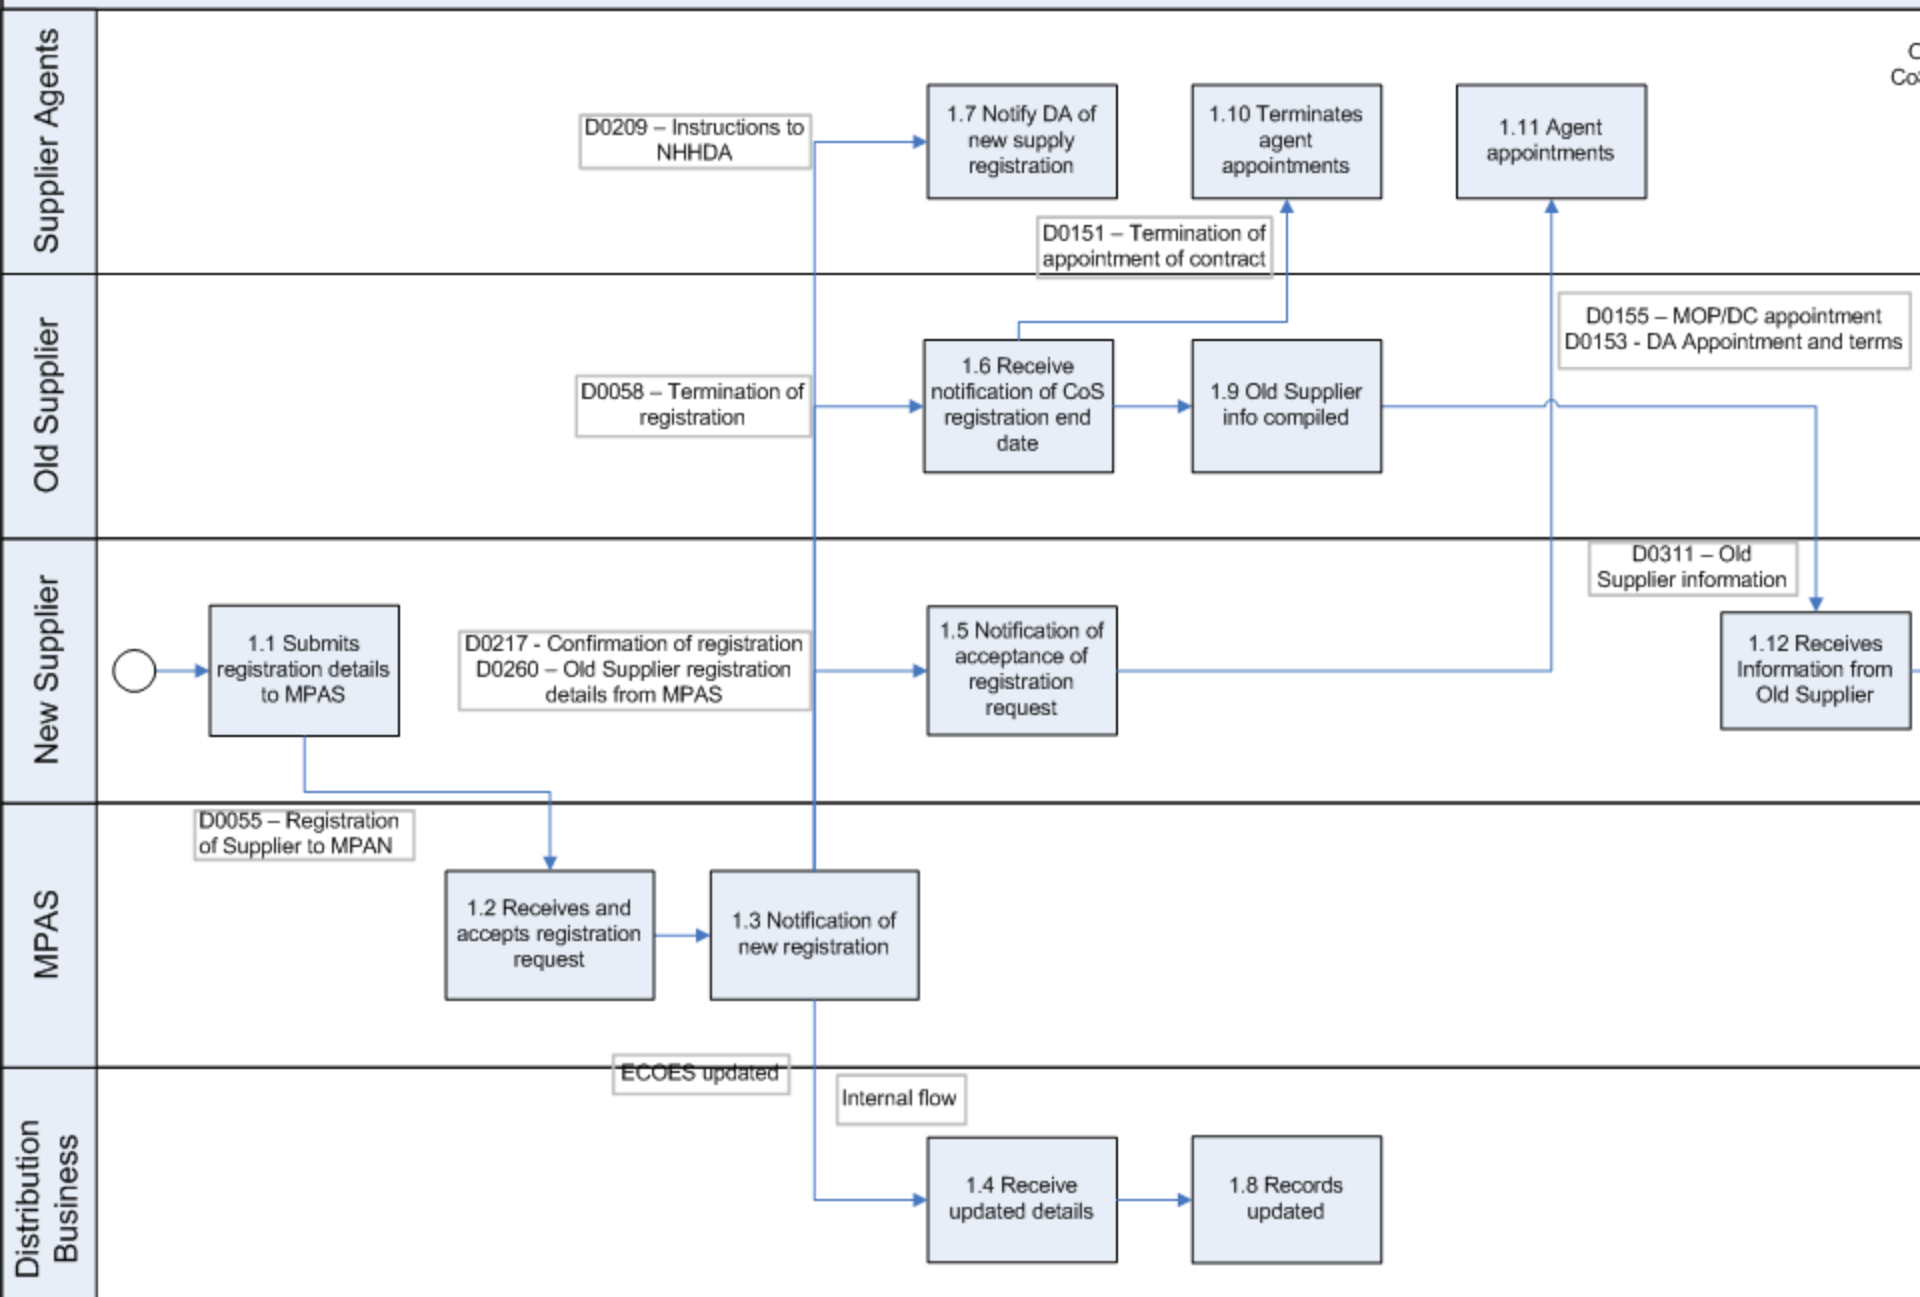 Supplier Agents
D0209 – Instructions to
NHHDA
1.7 Notify DA of
new supply
registration
1.10 Terminates
agent
appointments
1.11 Agent
appointments
D0151 – Termination of
appointment of contract
Old Supplier
D0058 – Termination of
registration
1.6 Receive
notification of CoS
registration end
date
1.9 Old Supplier
info compiled
D0155 – MOP/DC appointment
D0153 - DA Appointment and terms
New Supplier
1.1 Submits
registration details
to MPAS
D0217 - Confirmation of registration
D0260 – Old Supplier registration
details from MPAS
1.5 Notification of
acceptance of
registration
request
D0311 – Old
Supplier information
1.12 Receives
Information from
Old Supplier
MPAS
D0055 – Registration
of Supplier to MPAN
1.2 Receives and
accepts registration
request
1.3 Notification of
new registration
Distribution
Business
ECOES updated
Internal flow
1.4 Receive
updated details
1.8 Records
updated